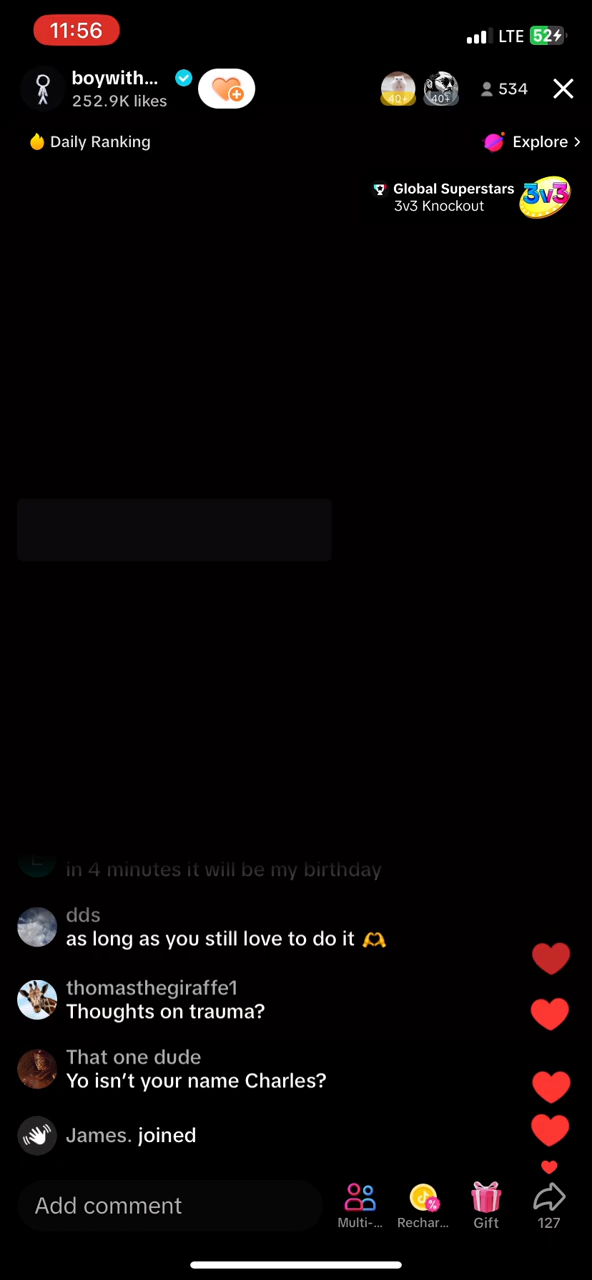 11:56
LTE 52
boywith...
252.9K likes
40+ 40+
534
Daily Ranking
Explore >
Global Superstars
3v3 Knockout
3v3
in 4 minutes it will be my birthday
dds
as long as you still love to do it 🫶
thomasthegiraffe1
Thoughts on trauma?
That one dude
Yo isn't your name Charles?
James. joined
Add comment
Multi-...
Rechar...
Gift
127